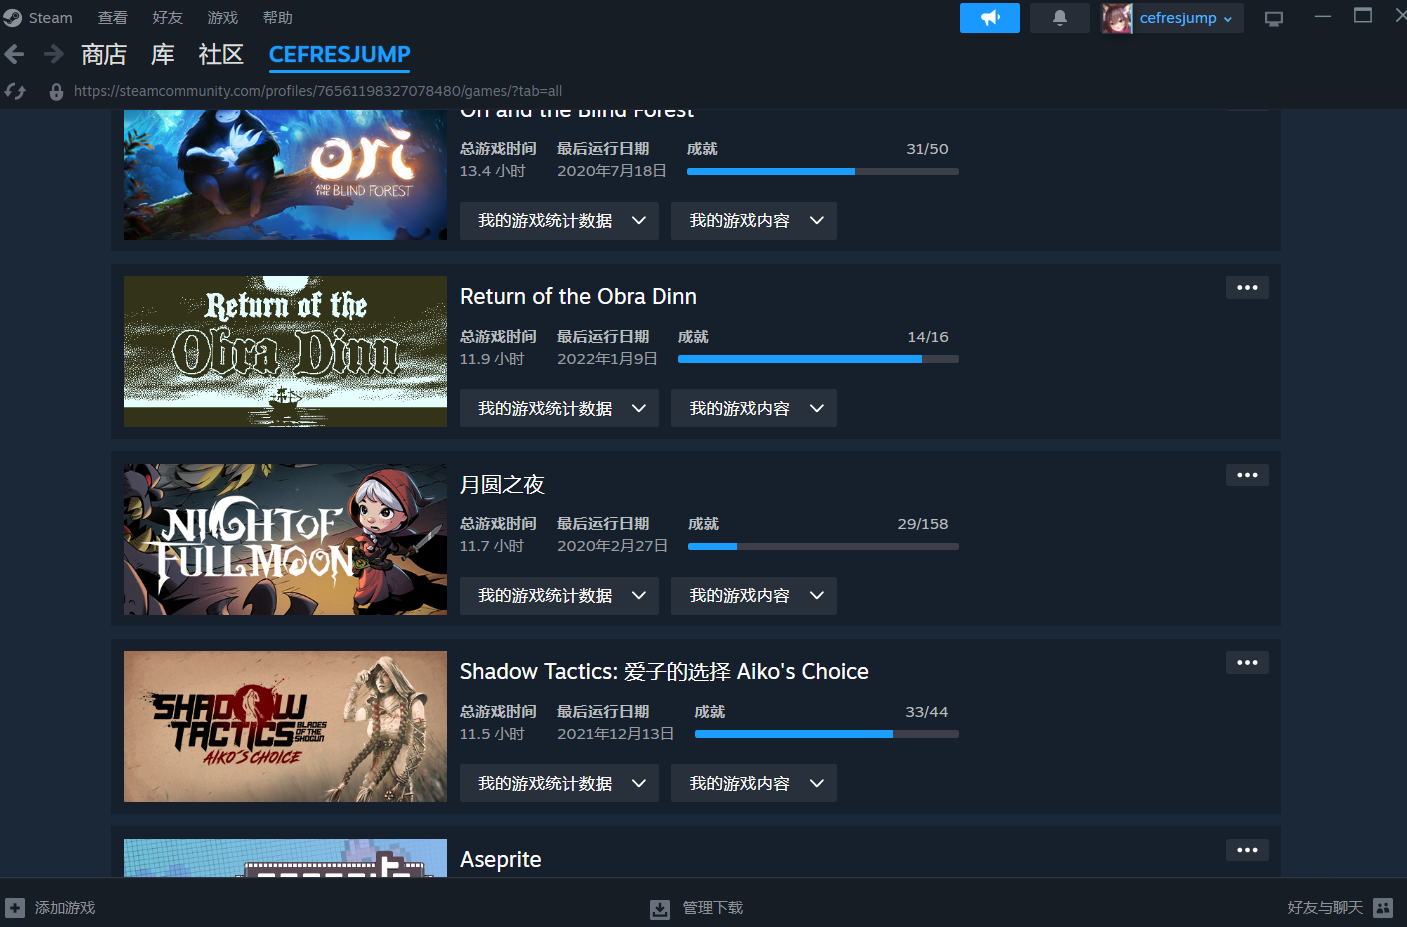 Steam 查看 好友 游戏 帮助
cefresjump
商店 库 社区 CEFRESJUMP
https://steamcommunity.com/profiles/76561198327078480/games/?tab=all
Ori and the Blind Forest
ori
AND THE BLIND FOREST
总游戏时间 最后运行日期 成就 31/50
13.4 小时 2020年7月18日
我的游戏统计数据 我的游戏内容
Return of the Obra Dinn
Return of the Obra Dinn
总游戏时间 最后运行日期 成就 14/16
11.9 小时 2022年1月9日
我的游戏统计数据 我的游戏内容
NIGHT OF
FULL MOON
月圆之夜
总游戏时间 最后运行日期 成就 29/158
11.7 小时 2020年2月27日
我的游戏统计数据 我的游戏内容
SHADOW
TACTICS
BLADES OF THE SHOGUN
AIKO'S CHOICE
Shadow Tactics: 爱子的选择 Aiko's Choice
总游戏时间 最后运行日期 成就 33/44
11.5 小时 2021年12月13日
我的游戏统计数据 我的游戏内容
Aseprite
添加游戏 管理下载 好友与聊天